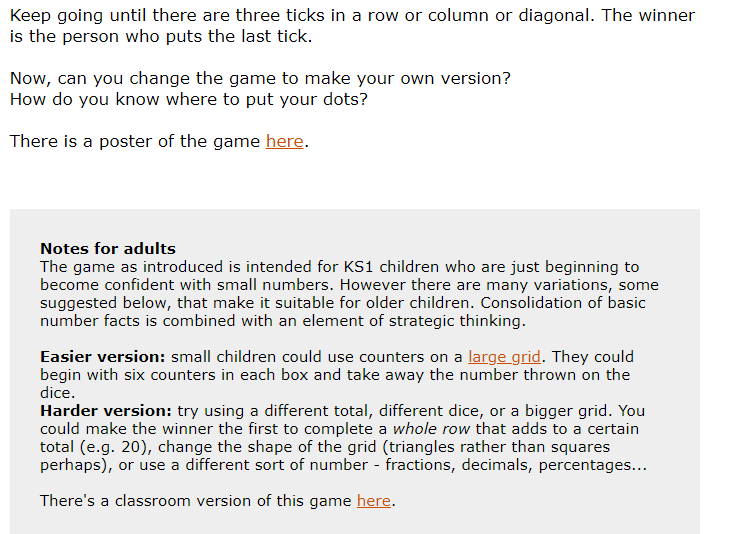 Keep going until there are three ticks in a row or column or diagonal. The winner
is the person who puts the last tick.
Now, can you change the game to make your own version?
How do you know where to put your dots?
There is a poster of the game here.
Notes for adults
The game as introduced is intended for KS1 children who are just beginning to
become confident with small numbers. However there are many variations, some
suggested below, that make it suitable for older children. Consolidation of basic
number facts is combined with an element of strategic thinking.
Easier version: small children could use counters on a large grid. They could
begin with six counters in each box and take away the number thrown on the
dice.
Harder version: try using a different total, different dice, or a bigger grid. You
could make the winner the first to complete a whole row that adds to a certain
total (e.g. 20), change the shape of the grid (triangles rather than squares
perhaps), or use a different sort of number - fractions, decimals, percentages...
There's a classroom version of this game here.